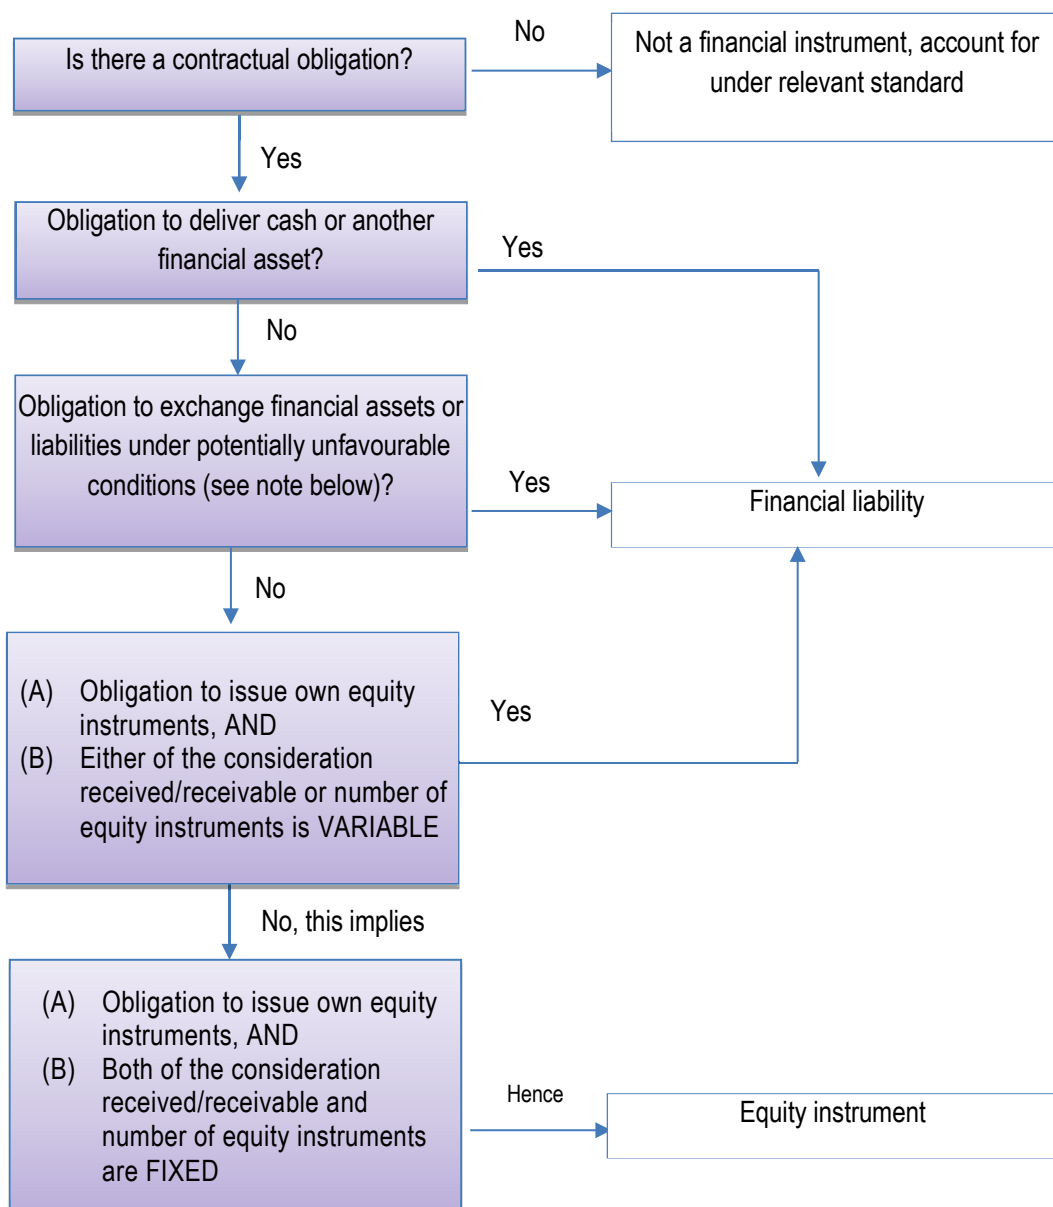 Is there a contractual obligation?
No
Not a financial instrument, account for
under relevant standard
Yes
Obligation to deliver cash or another
financial asset?
Yes
No
Obligation to exchange financial assets or
liabilities under potentially unfavourable
conditions (see note below)?
Yes
Financial liability
No
(A) Obligation to issue own equity
instruments, AND
(B) Either of the consideration
received/receivable or number of
equity instruments is VARIABLE
Yes
No, this implies
(A) Obligation to issue own equity
instruments, AND
(B) Both of the consideration
received/receivable and
number of equity instruments
are FIXED
Hence
Equity instrument